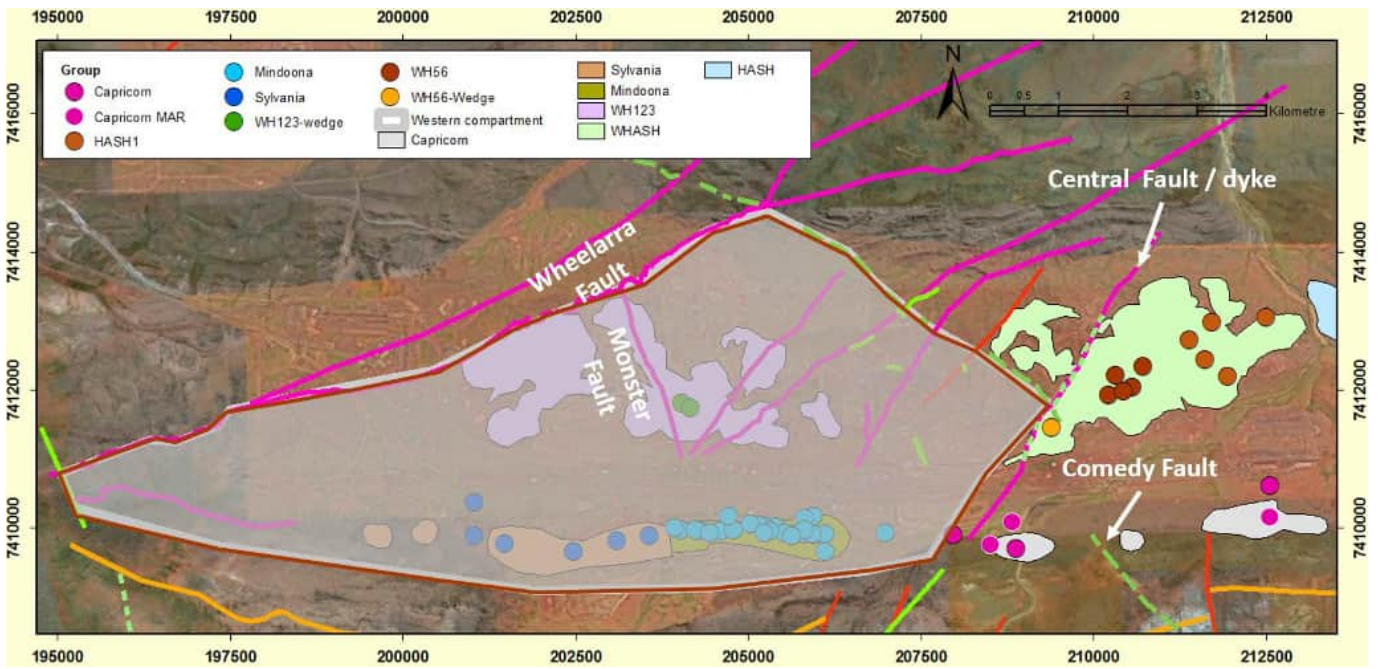 195000 197500 200000 202500 205000 207500 210000 212500
Group
Capricorn
Capricorn MAR
HASH1
Mindoona
Sylvania
WH123-wedge
WH56
WH56-Wedge
Western compartment
Capricorn
Sylvania
Mindoona
WH123
WHASH
HASH
N
0 0.5 1 2 3 4
Kilometre
7416000
7416000
Central Fault / dyke
7414000
7414000
Wheelarra
Fault
Monster
Fault
7412000
7412000
Comedy Fault
7410000
7410000
195000 197500 200000 202500 205000 207500 210000 212500